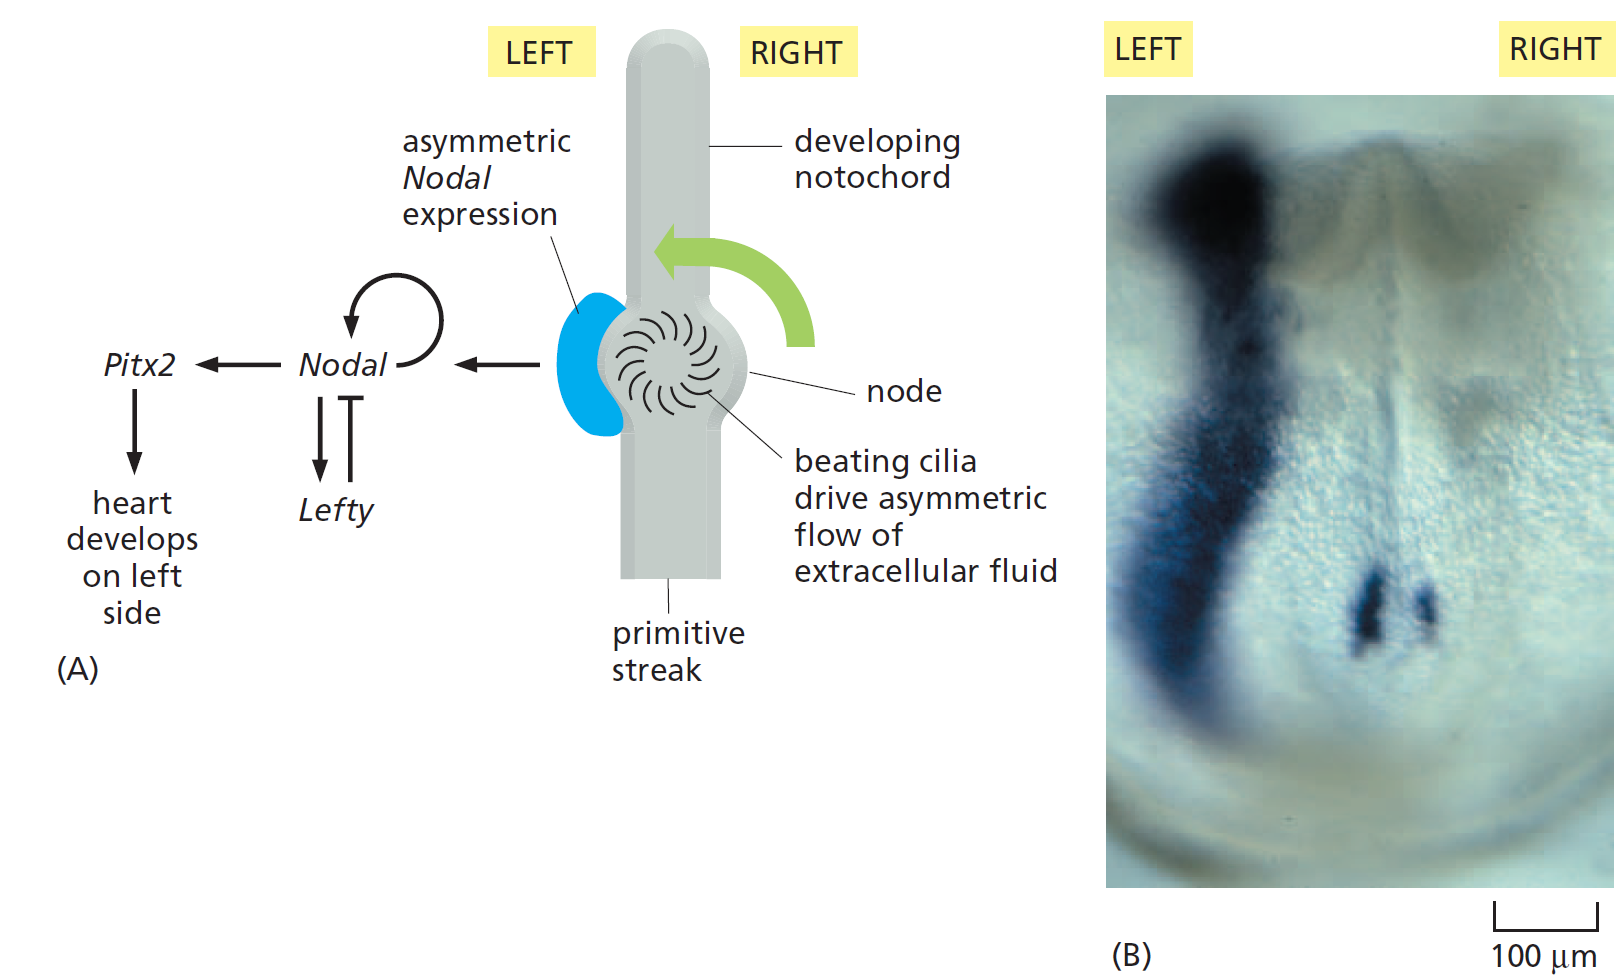 LEFT
RIGHT
asymmetric
Nodal
expression
developing
notochord
Pitx2
Nodal
node
Lefty
heart
develops
on left
side
beating cilia
drive asymmetric
flow of
extracellular fluid
primitive
streak
(A)
LEFT
RIGHT
(B)
100 μm